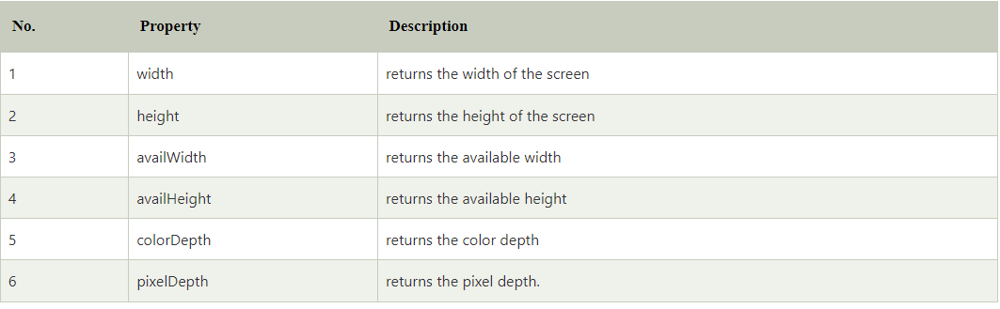 No. Property Description
1 width returns the width of the screen
2 height returns the height of the screen
3 availWidth returns the available width
4 availHeight returns the available height
5 colorDepth returns the color depth
6 pixelDepth returns the pixel depth.